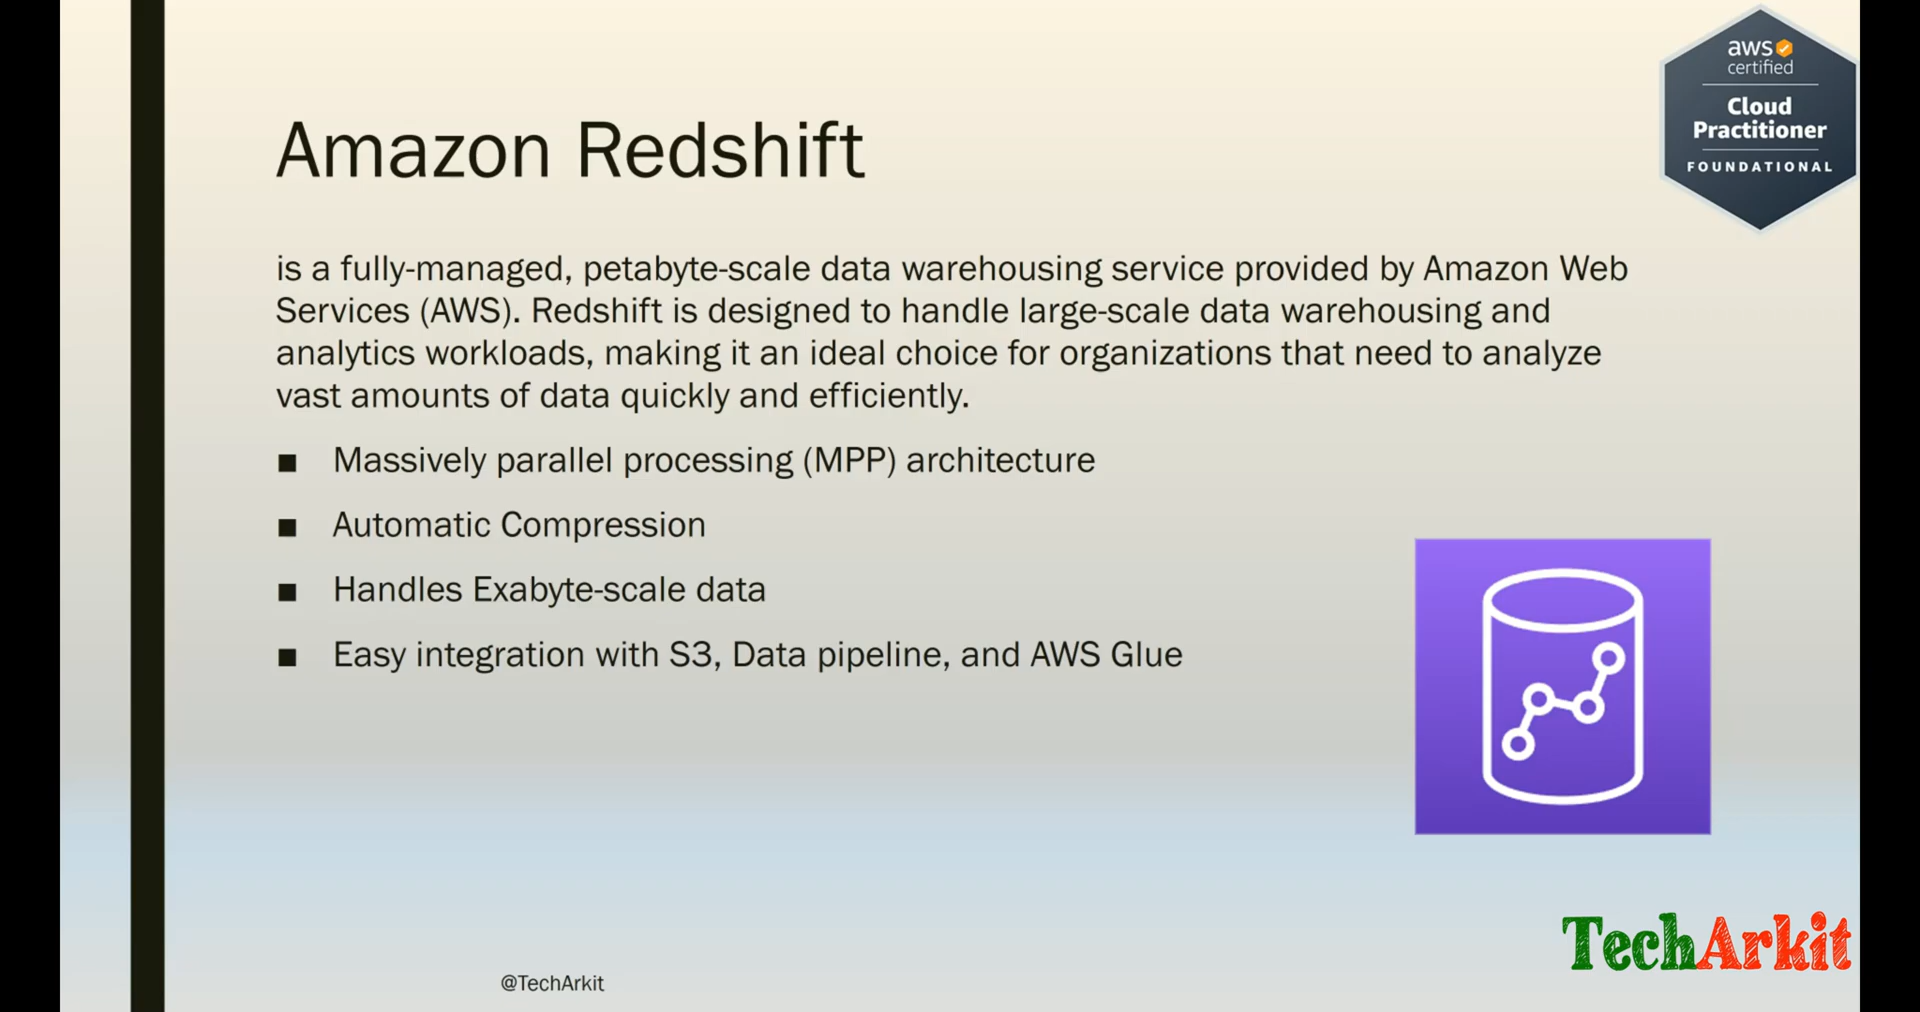 aws
certified
Cloud
Practitioner
FOUNDATIONAL
Amazon Redshift
is a fully-managed, petabyte-scale data warehousing service provided by Amazon Web
Services (AWS). Redshift is designed to handle large-scale data warehousing and
analytics workloads, making it an ideal choice for organizations that need to analyze
vast amounts of data quickly and efficiently.
■ Massively parallel processing (MPP) architecture
■ Automatic Compression
■ Handles Exabyte-scale data
■ Easy integration with S3, Data pipeline, and AWS Glue
TechArkit
@TechArkit